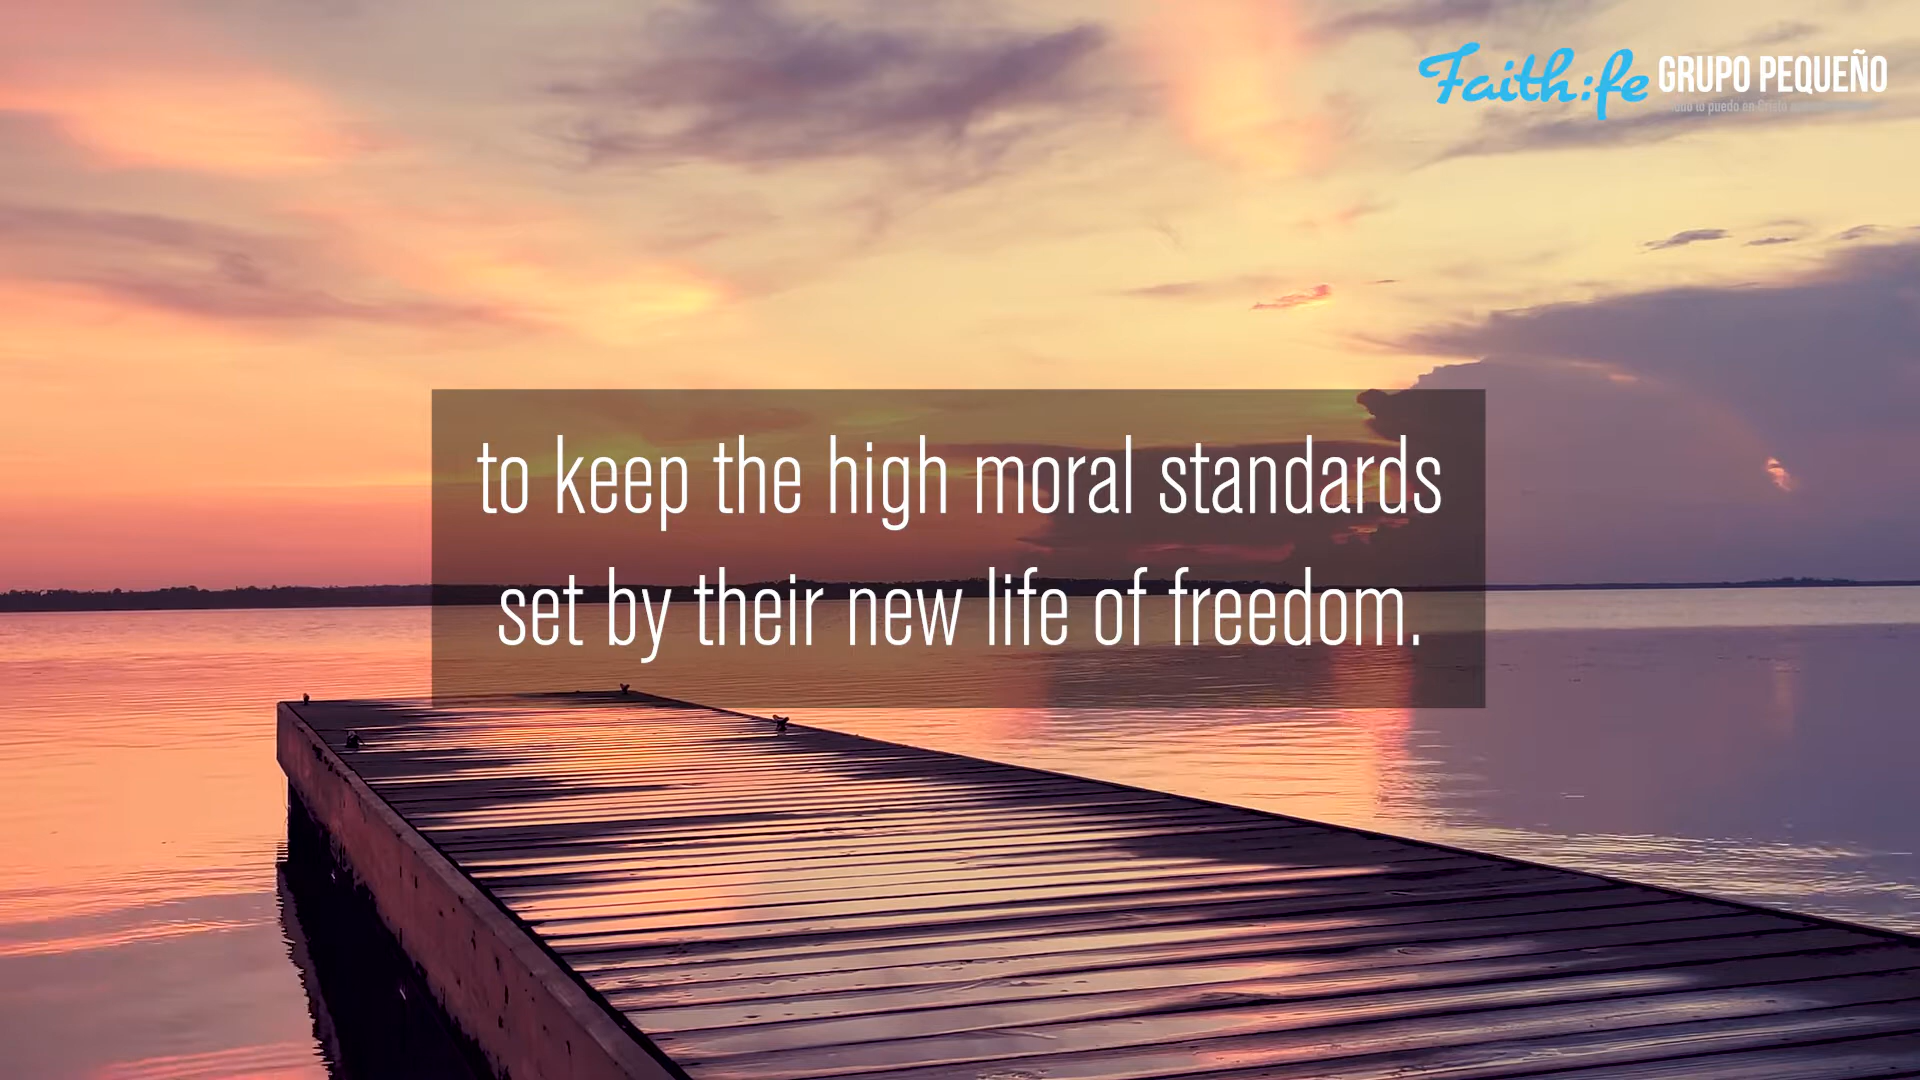 Faith:fe GRUPO PEQUEÑO
to keep the high moral standards
set by their new life of freedom.